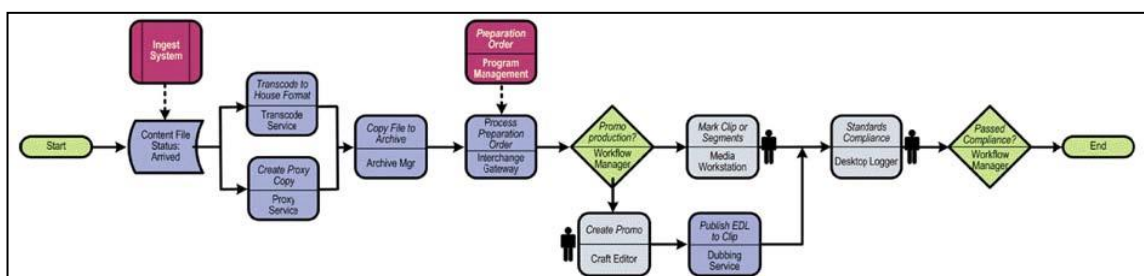 Ingest
System
Preparation
Order
Program
Management
Start
Content File
Status:
Arrived
Transcode to
House Format
Transcode
Service
Create Proxy
Copy
Proxy
Service
Copy File to
Archive
Archive Mgr
Process
Preparation
Order
Interchange
Gateway
Promo
production?
Workflow
Manager
Mark Clip or
Segments
Media
Workstation
Create Promo
Craft Editor
Publish EDL
to Clip
Dubbing
Service
Standards
Compliance
Desktop Logger
Passed
Compliance?
Workflow
Manager
End